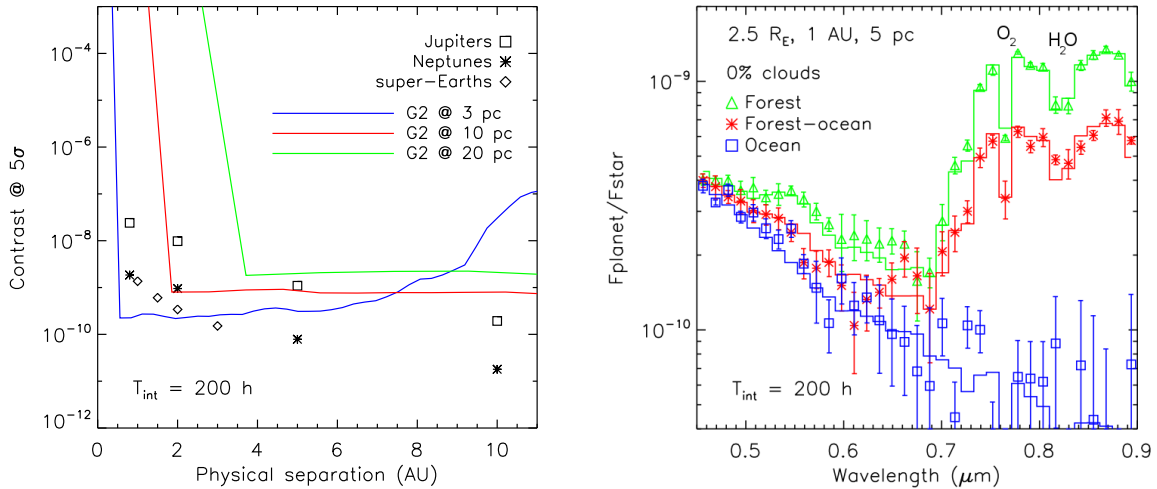 Contrast @ 5σ
10⁻⁴
10⁻⁶
10⁻⁸
10⁻¹⁰
10⁻¹²
Jupiters
Neptunes
super-Earths
G2 @ 3 pc
G2 @ 10 pc
G2 @ 20 pc
T_int = 200 h
0 2 4 6 8 10
Physical separation (AU)
Fplanet/Fstar
10⁻⁹
10⁻¹⁰
2.5 R_E, 1 AU, 5 pc
O₂
H₂O
0% clouds
Forest
Forest-ocean
Ocean
T_int = 200 h
0.5 0.6 0.7 0.8 0.9
Wavelength (μm)